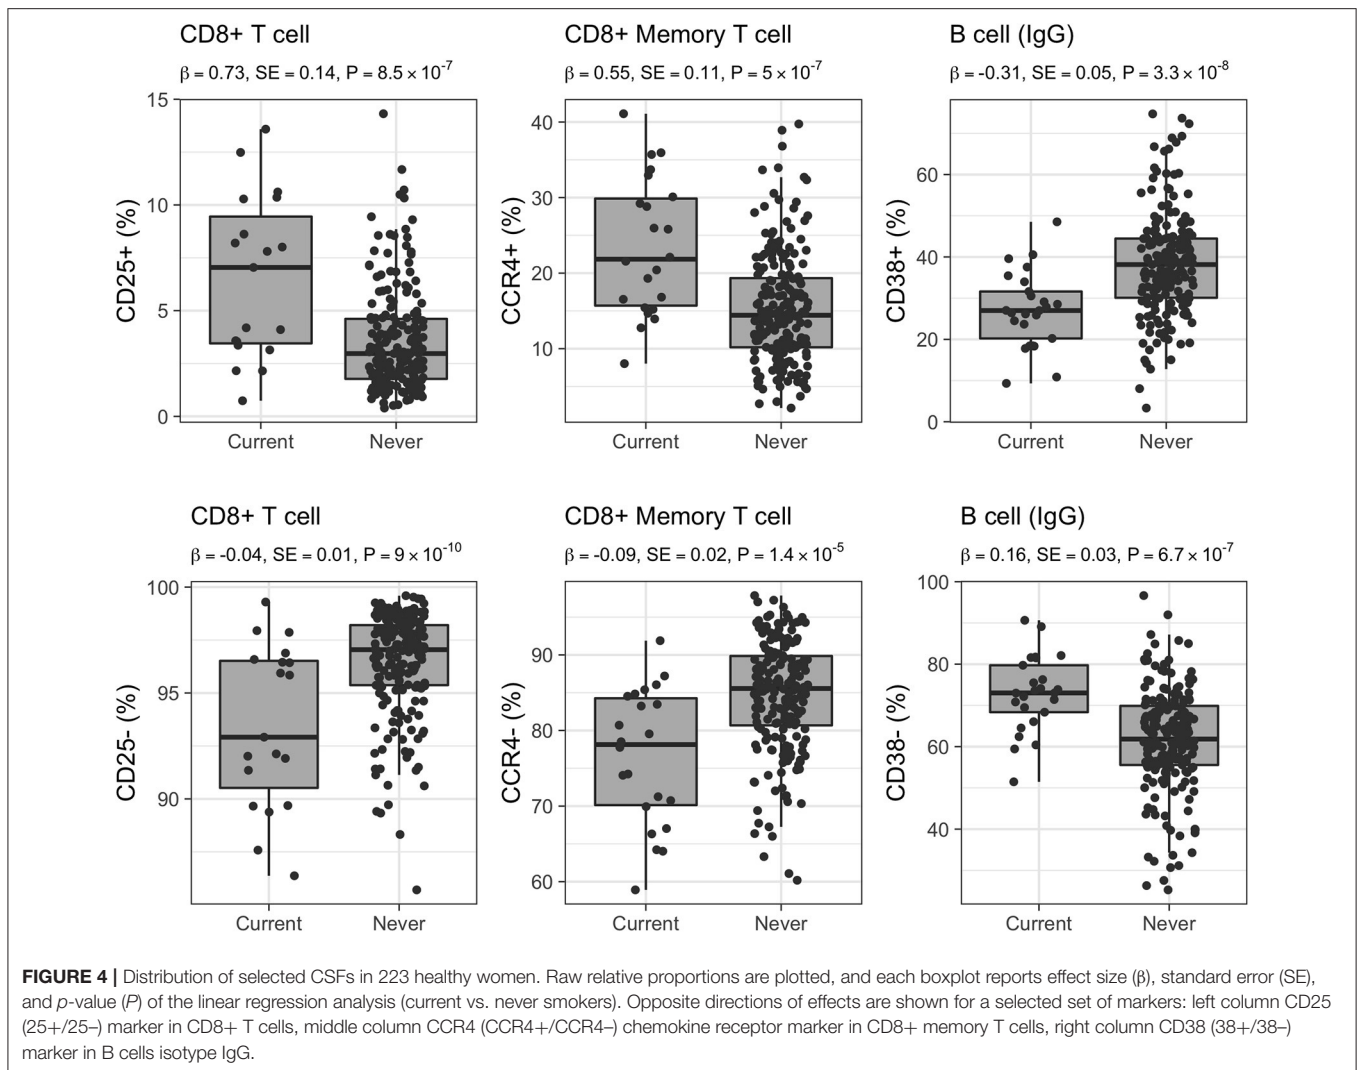 CD8+ T cell
β = 0.73, SE = 0.14, P = 8.5 × 10⁻⁷
CD25+ (%)
15
10
5
0
Current
Never
CD8+ Memory T cell
β = 0.55, SE = 0.11, P = 5 × 10⁻⁷
CCR4+ (%)
40
30
20
10
Current
Never
B cell (IgG)
β = -0.31, SE = 0.05, P = 3.3 × 10⁻⁸
CD38+ (%)
60
40
20
0
Current
Never
CD8+ T cell
β = -0.04, SE = 0.01, P = 9 × 10⁻¹⁰
CD25- (%)
100
95
90
Current
Never
CD8+ Memory T cell
β = -0.09, SE = 0.02, P = 1.4 × 10⁻⁵
CCR4- (%)
90
80
70
60
Current
Never
B cell (IgG)
β = 0.16, SE = 0.03, P = 6.7 × 10⁻⁷
CD38- (%)
100
80
60
40
Current
Never
FIGURE 4 | Distribution of selected CSFs in 223 healthy women. Raw relative proportions are plotted, and each boxplot reports effect size (β), standard error (SE),
and p-value (P) of the linear regression analysis (current vs. never smokers). Opposite directions of effects are shown for a selected set of markers: left column CD25
(25+/25–) marker in CD8+ T cells, middle column CCR4 (CCR4+/CCR4–) chemokine receptor marker in CD8+ memory T cells, right column CD38 (38+/38–)
marker in B cells isotype IgG.